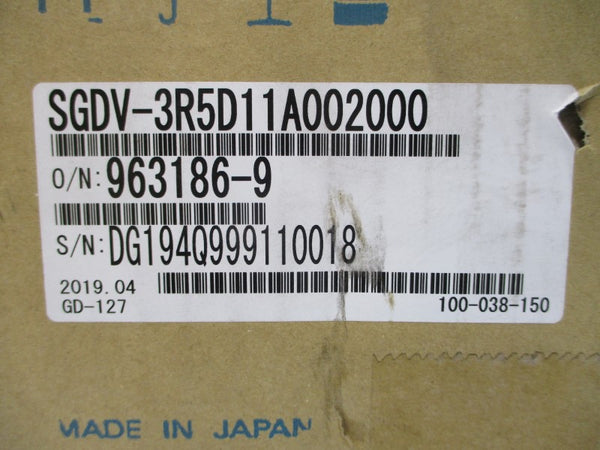 SGDV-3R5D11A002000
O/N: 963186-9
S/N: DG194Q999110018
2019.04
GD-127 100-038-150
MADE IN JAPAN